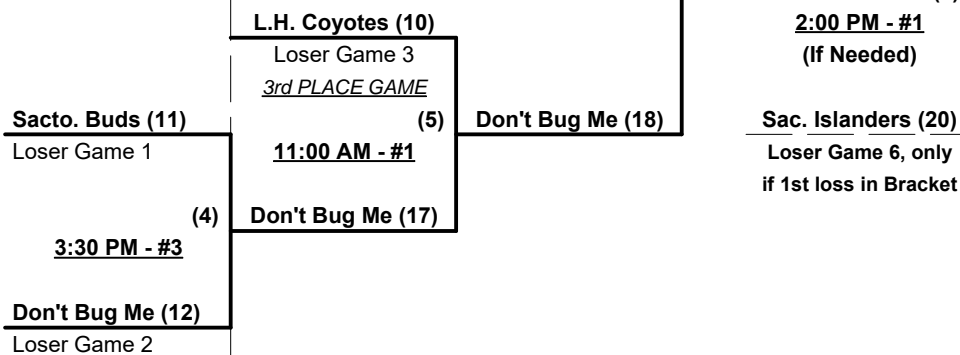 L.H. Coyotes (10)
Loser Game 3
3rd PLACE GAME
2:00 PM - #1
(If Needed)
Sacto. Buds (11)
Loser Game 1
(5)
11:00 AM - #1
Don't Bug Me (18)
Sac. Islanders (20)
Loser Game 6, only
if 1st loss in Bracket
(4)
3:30 PM - #3
Don't Bug Me (17)
Don't Bug Me (12)
Loser Game 2